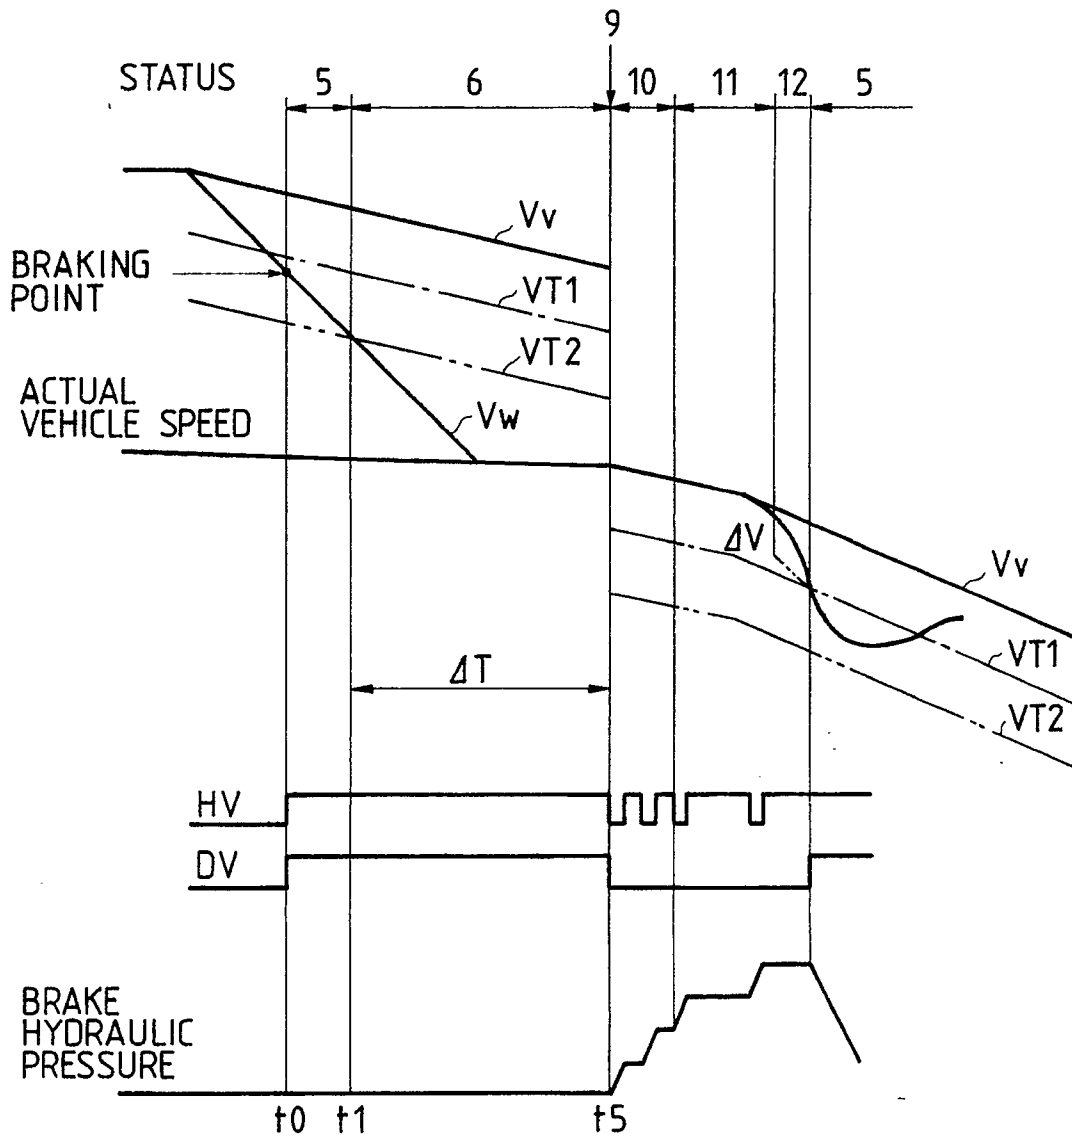 9
STATUS 5 6 10 11 12 5
Vv
BRAKING
POINT
VT1
VT2
ACTUAL
VEHICLE SPEED
Vw
ΔV
Vv
VT1
ΔT
VT2
HV
DV
BRAKE
HYDRAULIC
PRESSURE
t0 t1 t5